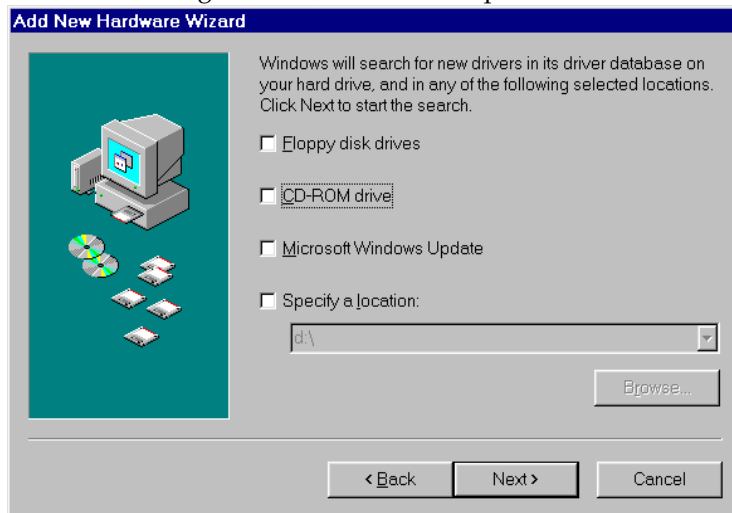 Add New Hardware Wizard
Windows will search for new drivers in its driver database on
your hard drive, and in any of the following selected locations.
Click Next to start the search.
Floppy disk drives
CD-ROM drive
Microsoft Windows Update
Specify a location:
d:\
Browse...
< Back
Next >
Cancel